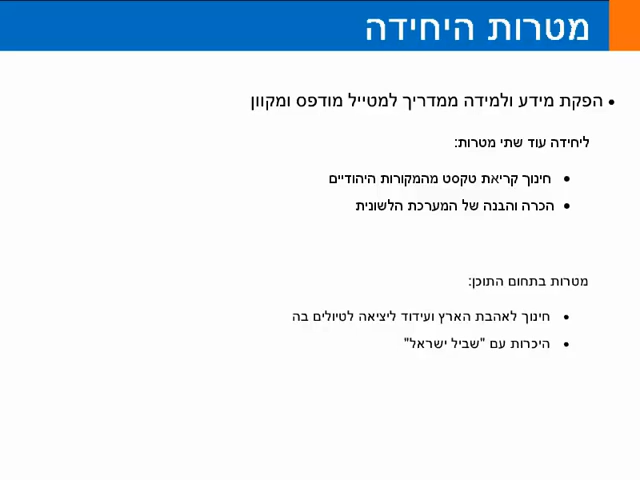 מטרות היחידה
• הפקת מידע ולמידה ממדריך למטייל מודפס ומקוון
ליחידה עוד שתי מטרות:
• חינוך קריאת טקסט מהמקורות היהודיים
• הכרה והבנה של המערכת הלשונית
מטרות בתחום התוכן:
• חינוך לאהבת הארץ ועידוד ליציאה לטיולים בה
• היכרות עם "שביל ישראל"